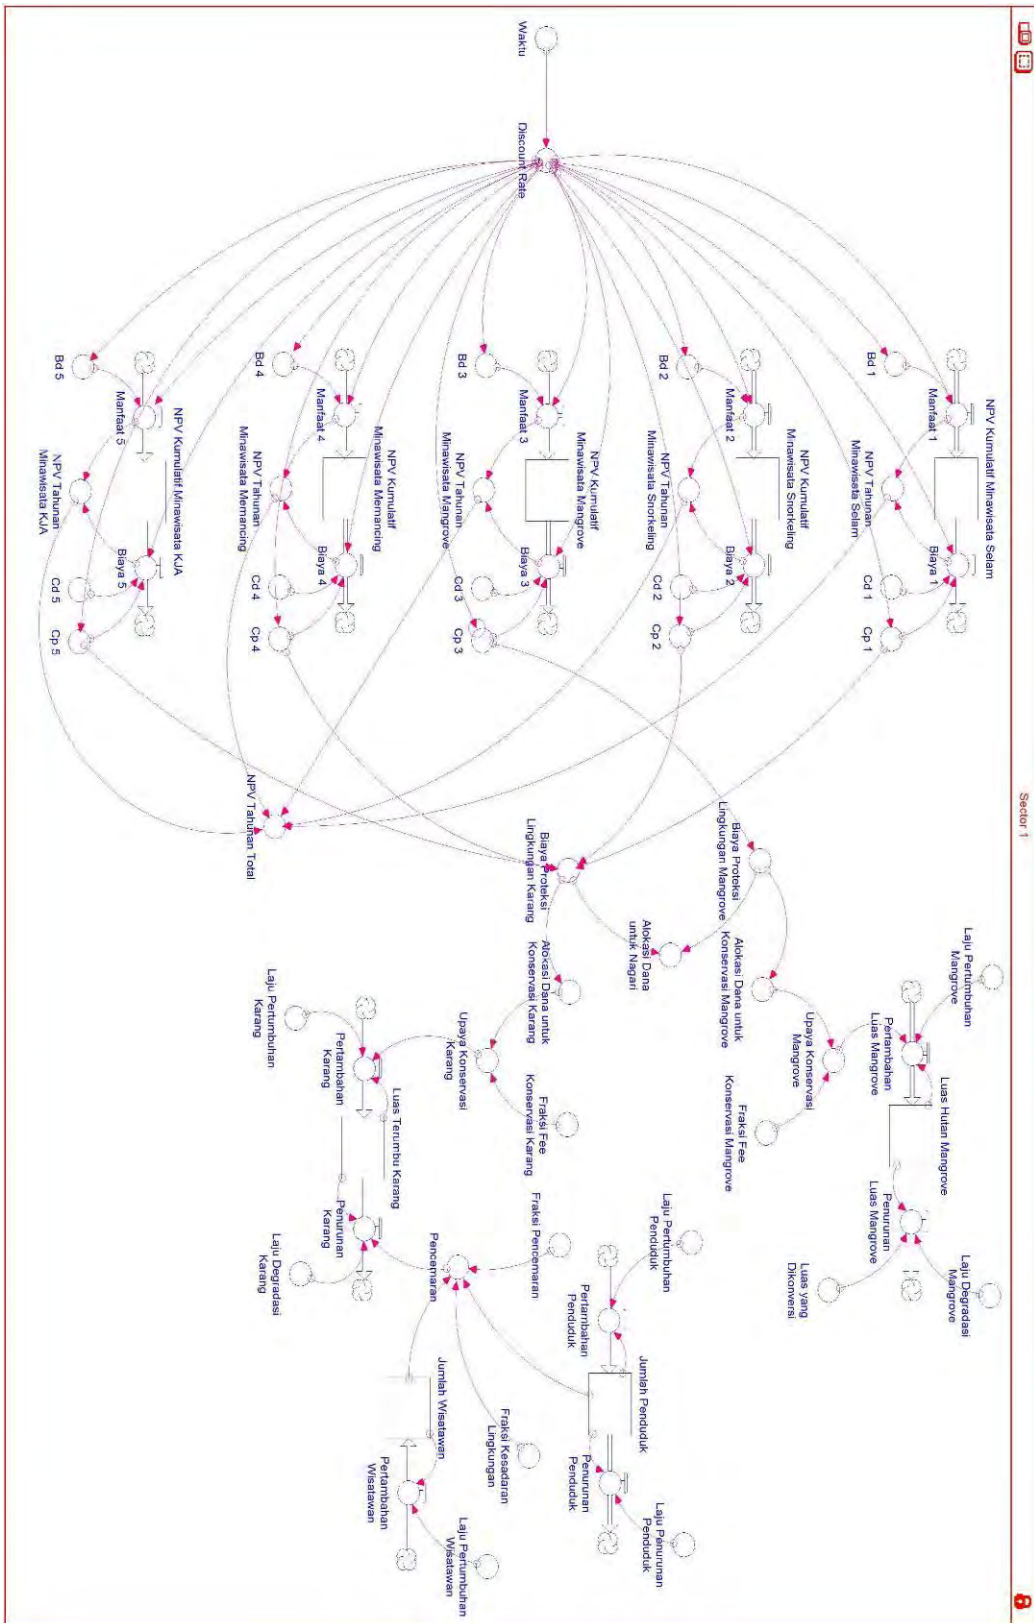 Sector 1
Waktu
Discount Rate
NPV Kumulatif Minawisata Selam
Manfaat 1
Biaya 1
Bd 1
NPV Tahunan
Minawisata Selam
Cd 1
Cp 1
NPV Kumulatif
Minawisata Snorkeling
Manfaat 2
Biaya 2
Bd 2
NPV Tahunan
Minawisata Snorkeling
Cd 2
Cp 2
NPV Kumulatif
Minawisata Mangrove
Manfaat 3
Biaya 3
Bd 3
NPV Tahunan
Minawisata Mangrove
Cd 3
Cp 3
NPV Kumulatif
Minawisata Memancing
Manfaat 4
Biaya 4
Bd 4
NPV Tahunan
Minawisata Memancing
Cd 4
Cp 4
NPV Kumulatif Minawisata KJA
Manfaat 5
Biaya 5
Bd 5
NPV Tahunan
Minawisata KJA
Cd 5
Cp 5
NPV Tahunan Total
Biaya Proteksi
Lingkungan Mangrove
Biaya Proteksi
Lingkungan Karang
Alokasi Dana
untuk Nagari
Alokasi Dana untuk
Konservasi Mangrove
Alokasi Dana untuk
Konservasi Karang
Laju Pertumbuhan
Mangrove
Pertambahan
Luas Mangrove
Luas Hutan Mangrove
Penurunan
Luas Mangrove
Laju Degradasi
Mangrove
Luas yang
Dikonversi
Upaya Konservasi
Mangrove
Fraksi Fee
Konservasi Mangrove
Upaya Konservasi
Karang
Fraksi Fee
Konservasi Karang
Laju Pertumbuhan
Karang
Pertambahan
Karang
Luas Terumbu Karang
Penurunan
Karang
Laju Degradasi
Karang
Pencemaran
Fraksi Pencemaran
Laju Pertumbuhan
Penduduk
Pertambahan
Penduduk
Jumlah Penduduk
Penurunan
Penduduk
Laju Penurunan
Penduduk
Fraksi Kesadaran
Lingkungan
Jumlah Wisatawan
Pertambahan
Wisatawan
Laju Pertumbuhan
Wisatawan